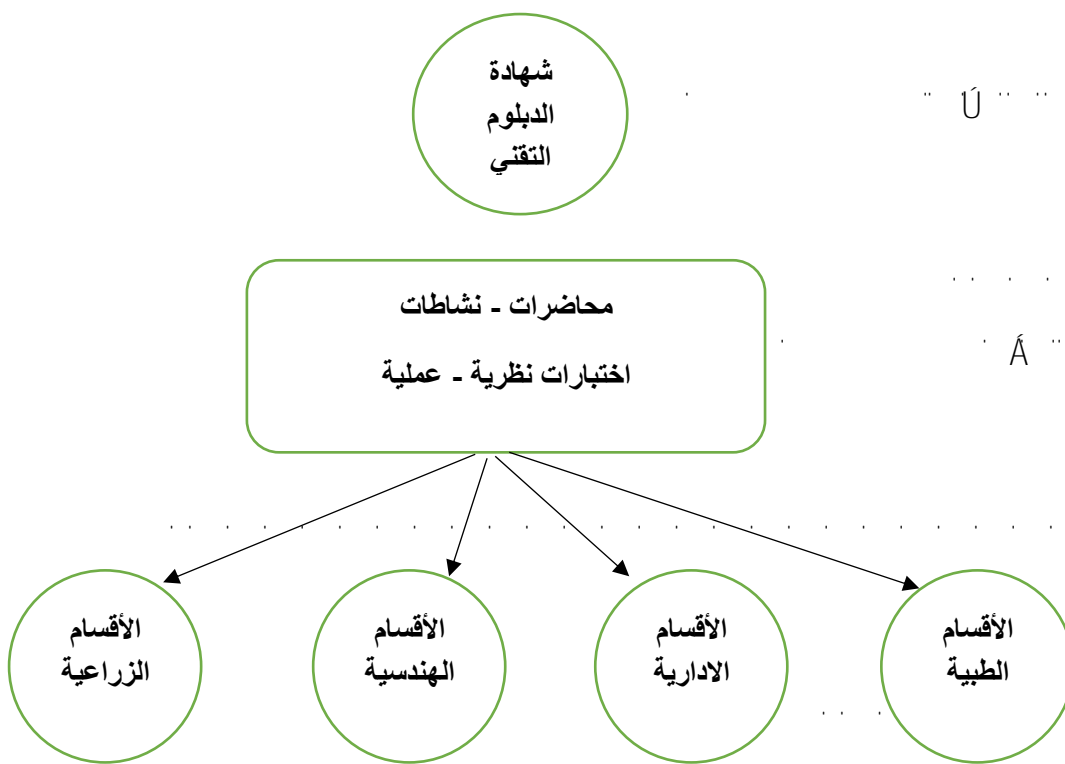 شهادة
الدبلوم
التقني
محاضرات - نشاطات
اختبارات نظرية - عملية
الأقسام
الطبية
الأقسام
الادارية
الأقسام
الهندسية
الأقسام
الزراعية